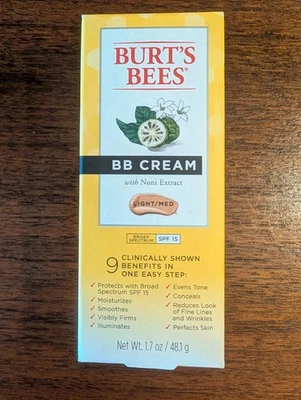 BURT'S
BEES®
BB CREAM
with Noni Extract
LIGHT/MED
BROAD
SPECTRUM
SPF 15
9 CLINICALLY SHOWN
BENEFITS IN
ONE EASY STEP:
✓ Protects with Broad
Spectrum SPF 15
✓ Moisturizes
✓ Smoothes
✓ Visibly Firms
✓ Illuminates
✓ Evens Tone
✓ Conceals
✓ Reduces Look
of Fine Lines
and Wrinkles
✓ Perfects Skin
Net Wt. 1.7 oz / 48.1 g